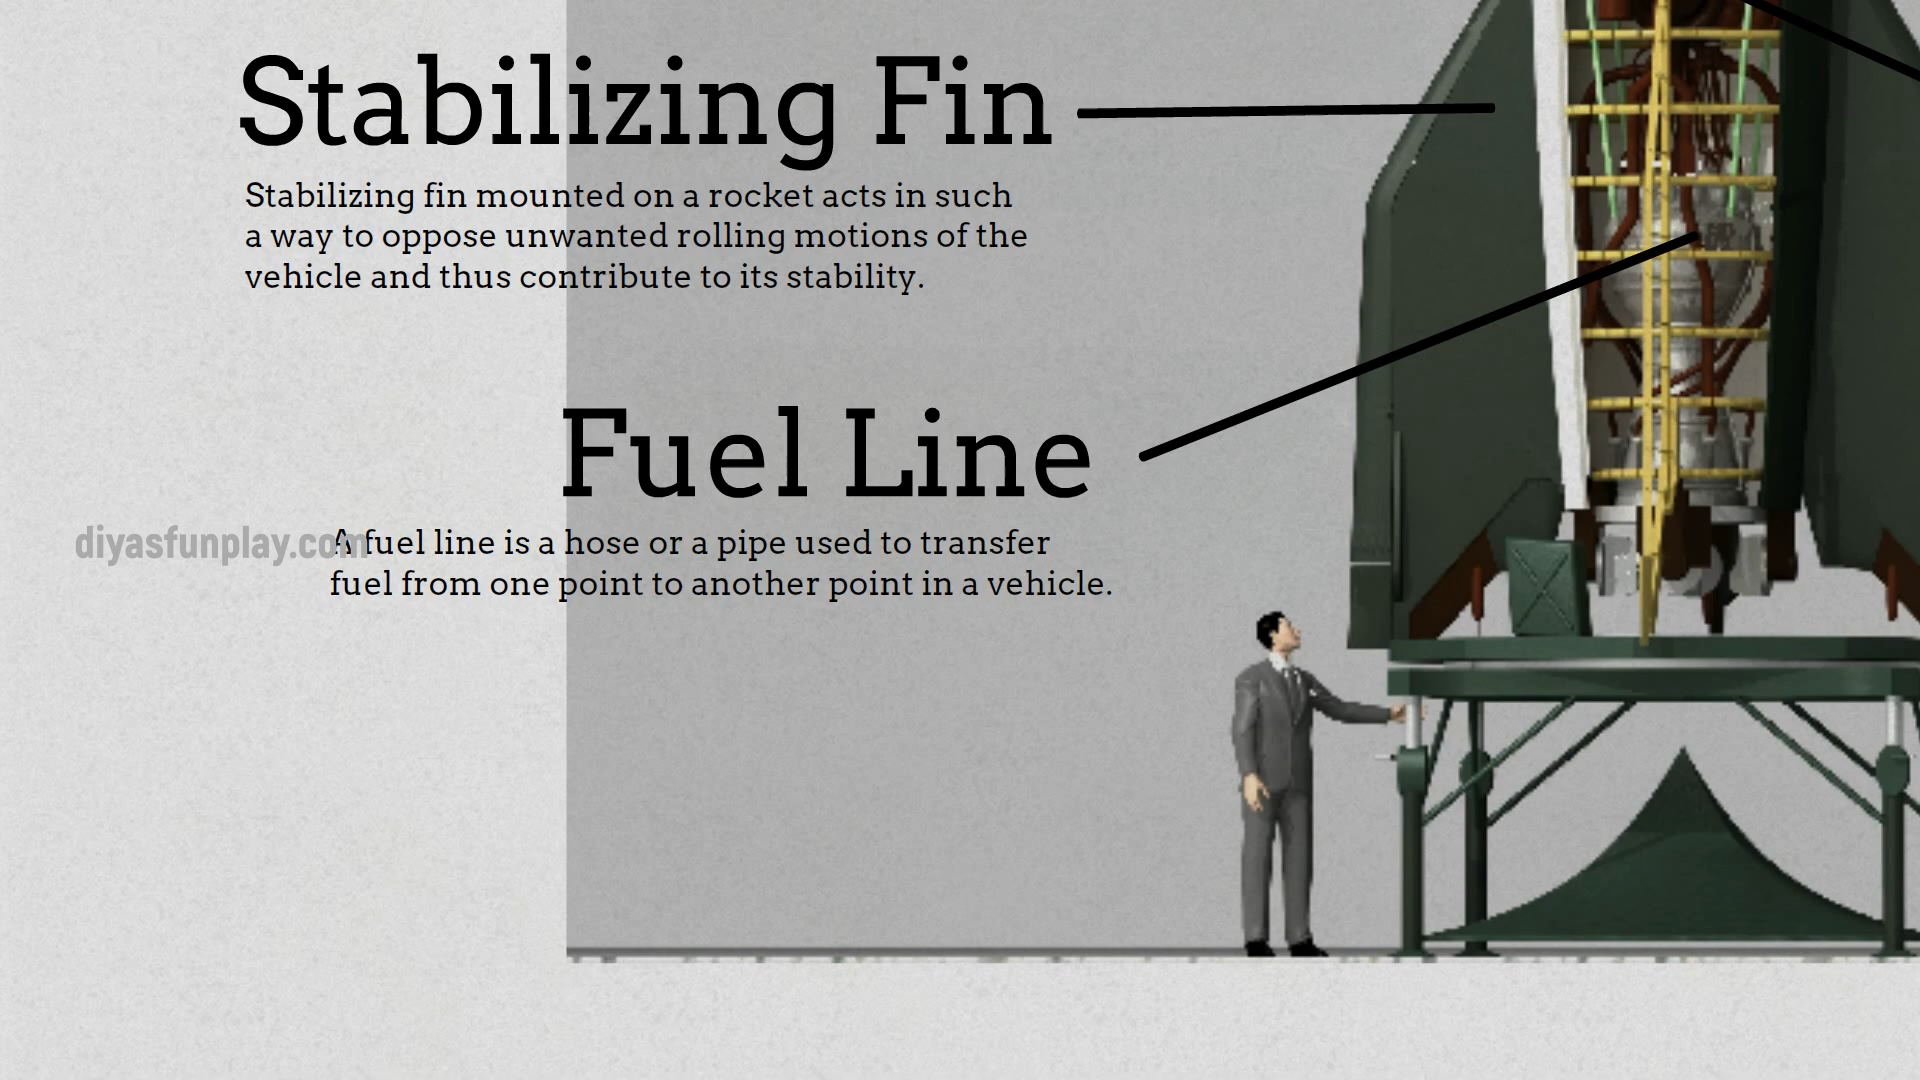 Stabilizing Fin
Stabilizing fin mounted on a rocket acts in such
a way to oppose unwanted rolling motions of the
vehicle and thus contribute to its stability.
Fuel Line
A fuel line is a hose or a pipe used to transfer
fuel from one point to another point in a vehicle.
diyasfunplay.com